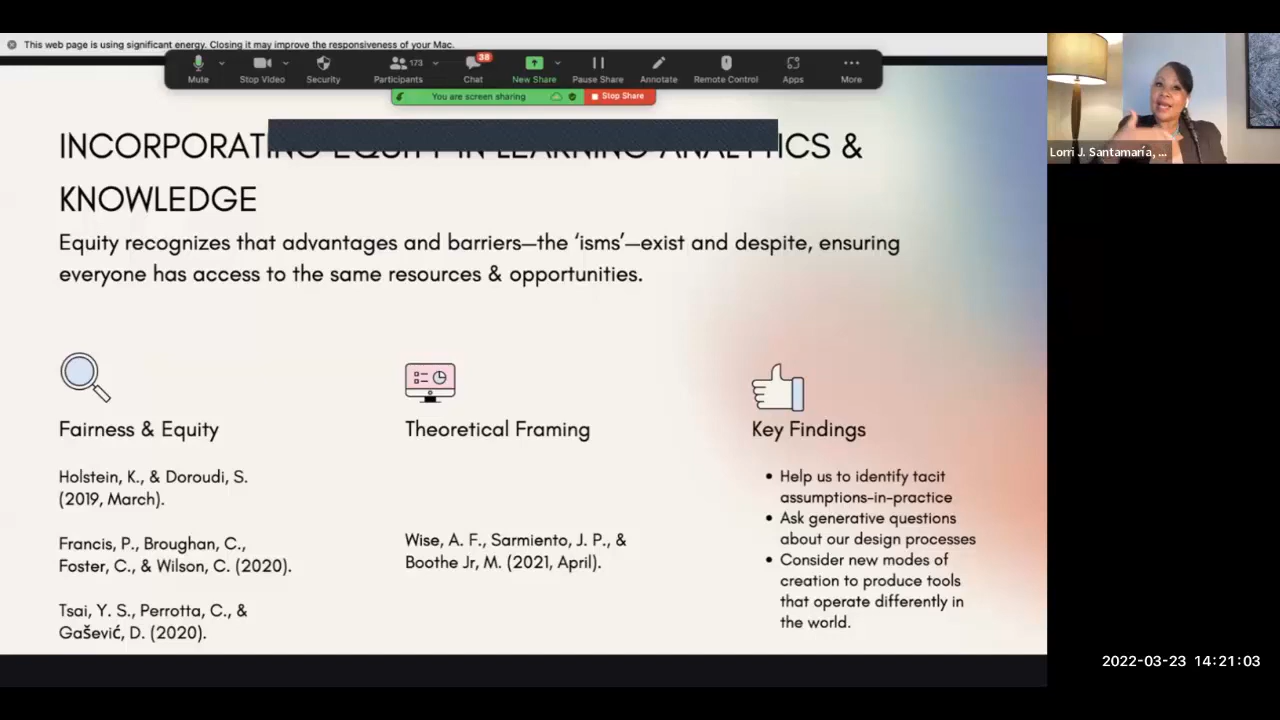 This web page is using significant energy. Closing it may improve the responsiveness of your Mac.
Mute
Stop Video
Security
173
Participants
38
Chat
New Share
Pause Share
Annotate
Remote Control
Apps
More
You are screen sharing
Stop Share
INCORPORATING EQUITY IN LEARNING ANALYTICS &
KNOWLEDGE
Equity recognizes that advantages and barriers—the ‘isms’—exist and despite, ensuring
everyone has access to the same resources & opportunities.
Fairness & Equity
Holstein, K., & Doroudi, S.
(2019, March).
Francis, P., Broughan, C.,
Foster, C., & Wilson, C. (2020).
Tsai, Y. S., Perrotta, C., &
Gašević, D. (2020).
Theoretical Framing
Wise, A. F., Sarmiento, J. P., &
Boothe Jr, M. (2021, April).
Key Findings
• Help us to identify tacit
assumptions-in-practice
• Ask generative questions
about our design processes
• Consider new modes of
creation to produce tools
that operate differently in
the world.
Lorri J. Santamaría, ...
2022-03-23 14:21:03